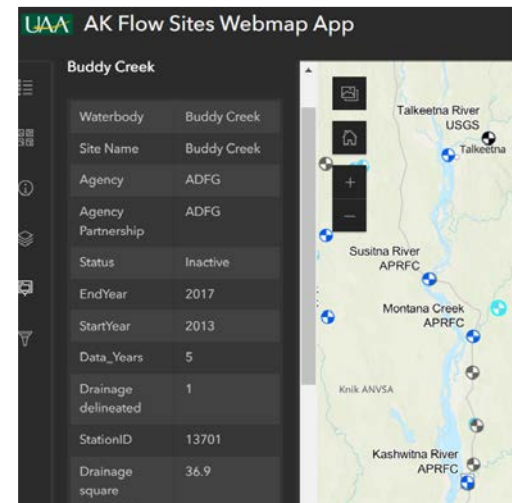 UAA AK Flow Sites Webmap App
Buddy Creek
Waterbody Buddy Creek
Site Name Buddy Creek
Agency ADFG
Agency ADFG
Partnership
Status Inactive
EndYear 2017
StartYear 2013
Data_Years 5
Drainage 1
delineated
StationID 13701
Drainage 36.9
square
Talkeetna River
USGS
Talkeetna
Susitna River
APRFC
Montana Creek
APRFC
Knik ANVSA
Kashwitna River
APRFC